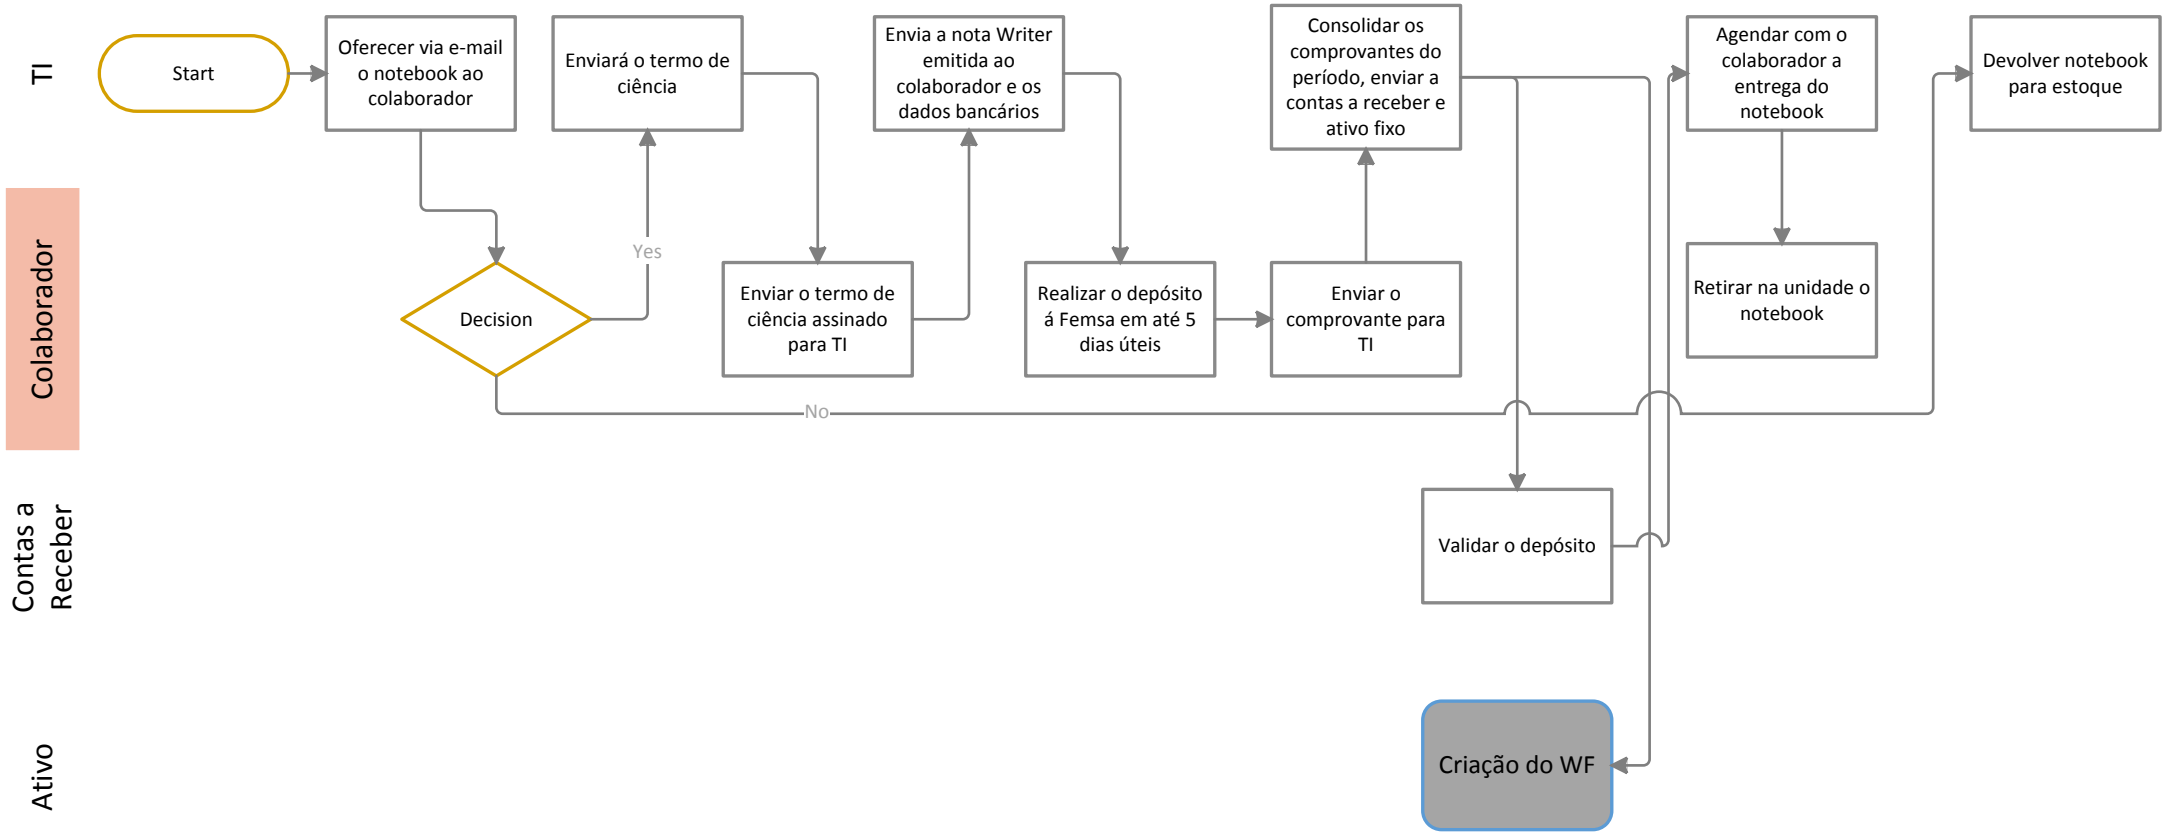 TI
Start
Oferecer via e-mail
o notebook ao
colaborador
Enviará o termo de
ciência
Envia a nota Writer
emitida ao
colaborador e os
dados bancários
Consolidar os
comprovantes do
período, enviar a
contas a receber e
ativo fixo
Agendar com o
colaborador a
entrega do
notebook
Devolver notebook
para estoque
Colaborador
Decision
Yes
No
Enviar o termo de
ciência assinado
para TI
Realizar o depósito
á Femsa em até 5
dias úteis
Enviar o
comprovante para
TI
Retirar na unidade o
notebook
Contas a
Receber
Validar o depósito
Ativo
Criação do WF